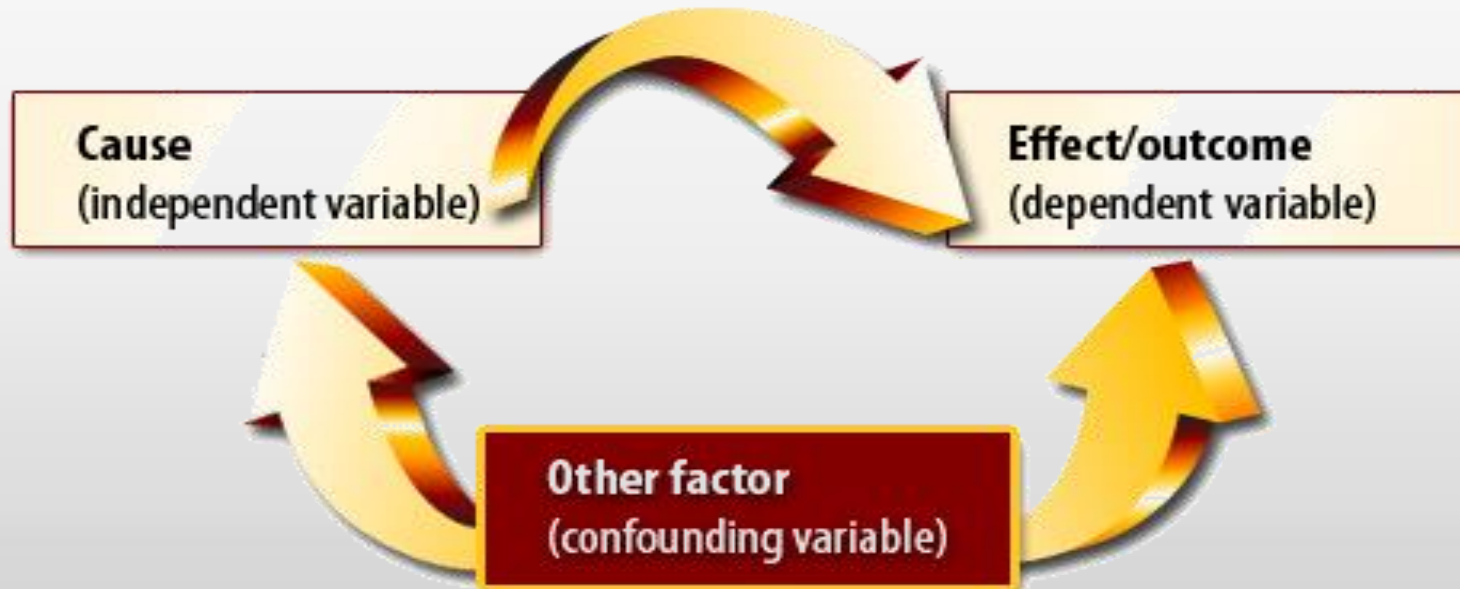 Cause
(independent variable)
Effect/outcome
(dependent variable)
Other factor
(confounding variable)